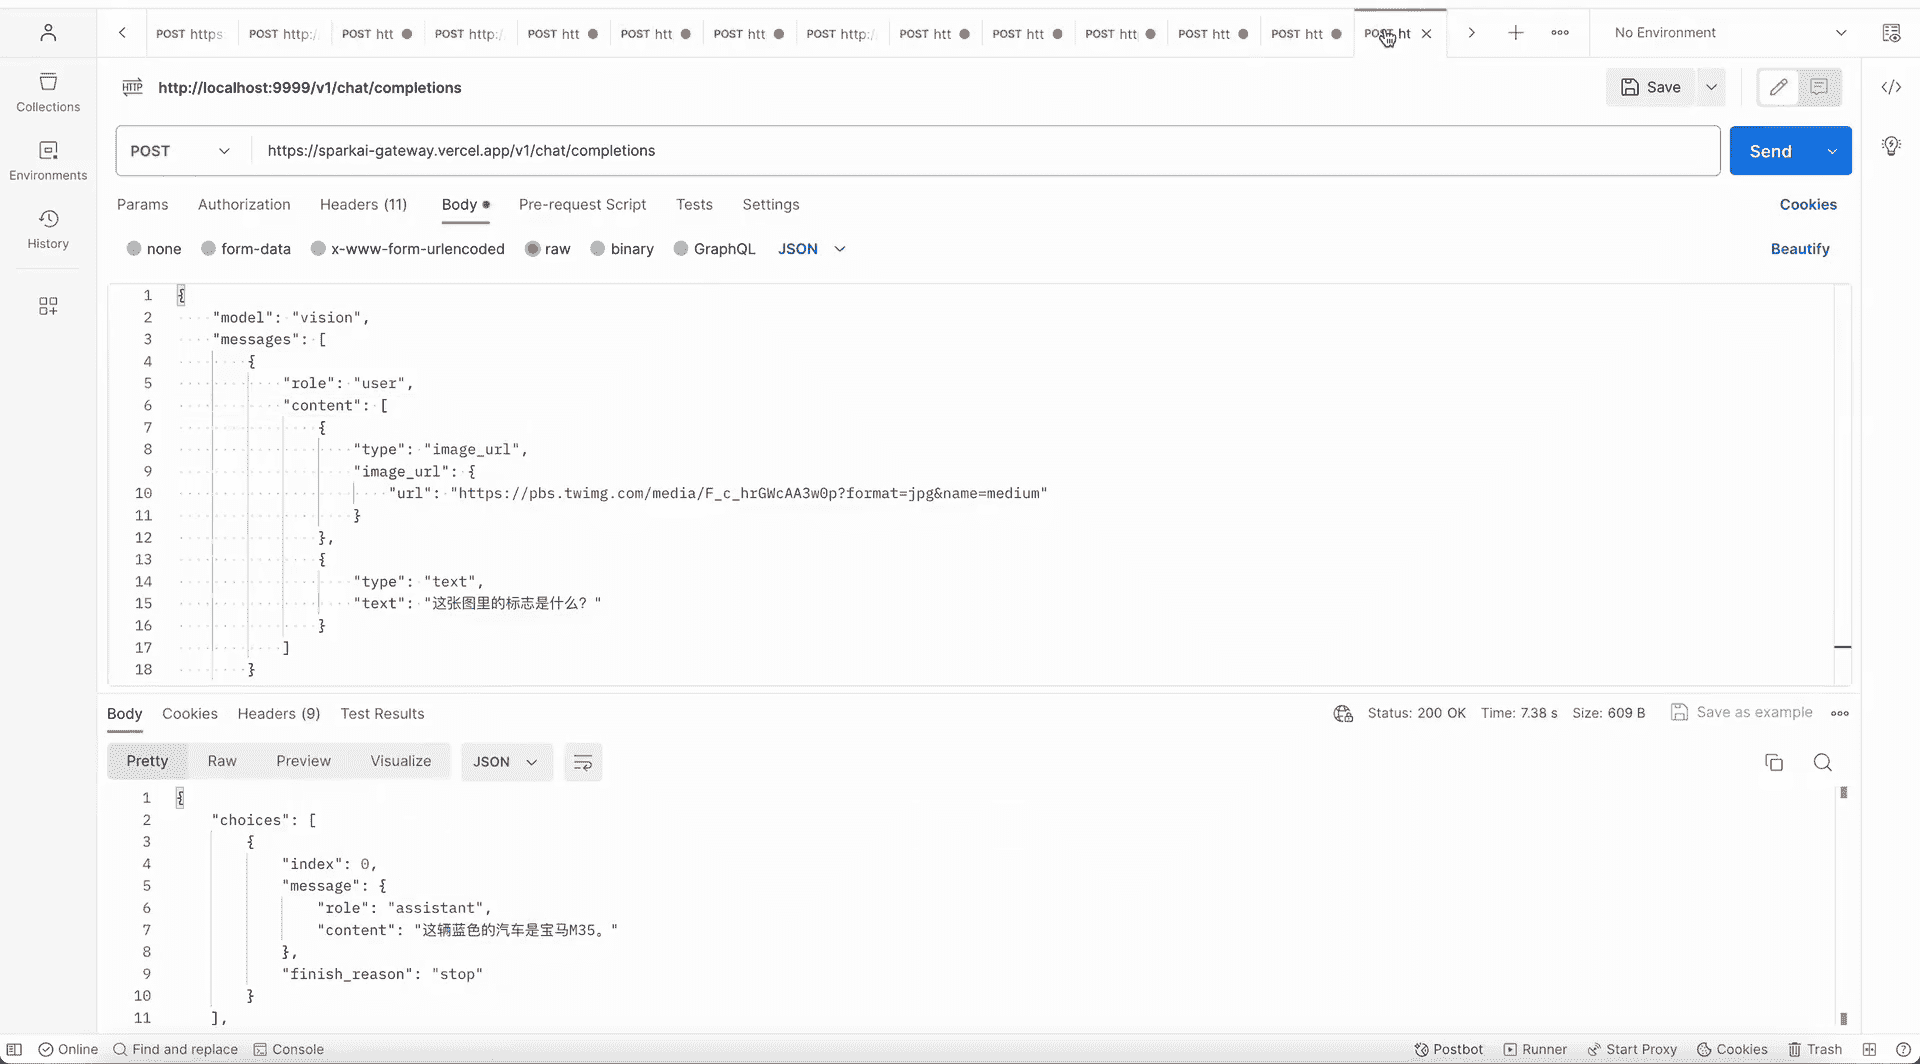 POST https POST http:/ POST htt POST http:/ POST htt POST htt POST htt POST http:/ POST htt POST htt POST http POST htt POST htt ht No Environment
http://localhost:9999/v1/chat/completions Save
POST https://sparkai-gateway.vercel.app/v1/chat/completions Send
Collections
Environments
History
Params Authorization Headers (11) Body Pre-request Script Tests Settings Cookies
none form-data x-www-form-urlencoded raw binary GraphQL JSON Beautify
1 {
2 "model": "vision",
3 "messages": [
4 {
5 "role": "user",
6 "content": [
7 {
8 "type": "image_url",
9 "image_url": {
10 "url": "https://pbs.twimg.com/media/F_c_hrGWcAA3w0p?format=jpg&name=medium"
11 }
12 },
13 {
14 "type": "text",
15 "text": "这张图里的标志是什么？"
16 }
17 ]
18 }
Body Cookies Headers (9) Test Results Status: 200 OK Time: 7.38 s Size: 609 B Save as example
Pretty Raw Preview Visualize JSON
1 {
2 "choices": [
3 {
4 "index": 0,
5 "message": {
6 "role": "assistant",
7 "content": "这辆蓝色的汽车是宝马M35。"
8 },
9 "finish_reason": "stop"
10 }
11 ],
Online Find and replace Console Postbot Runner Start Proxy Cookies Trash